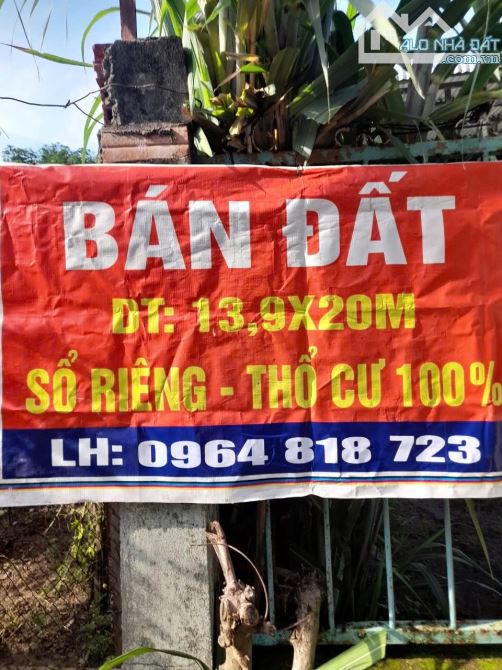 ALO NHÀ ĐẤT
.com.vn
BÁN ĐẤT
DT: 13,9X20M
SỔ RIÊNG - THỔ CƯ 100%
LH: 0964 818 723